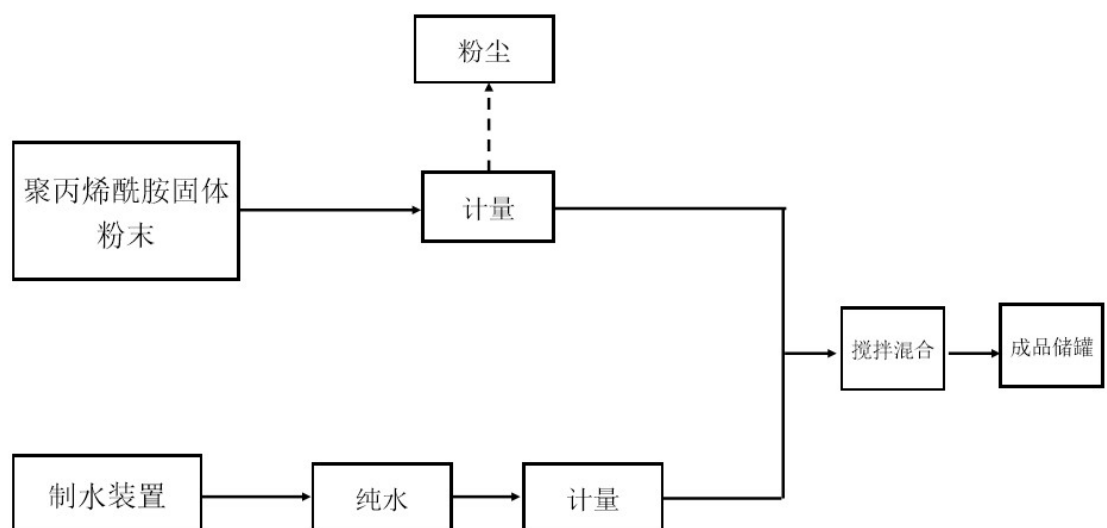 粉尘
聚丙烯酰胺固体
粉末
计量
搅拌混合
成品储罐
制水装置
纯水
计量